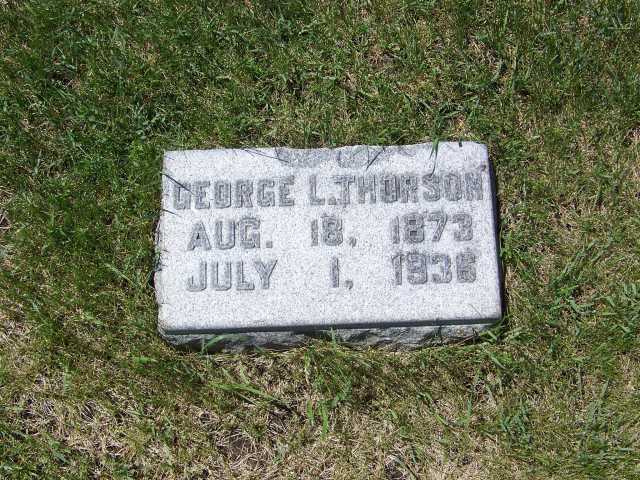 GEORGE L. THORSON
AUG. 18, 1873
JULY 1, 1936